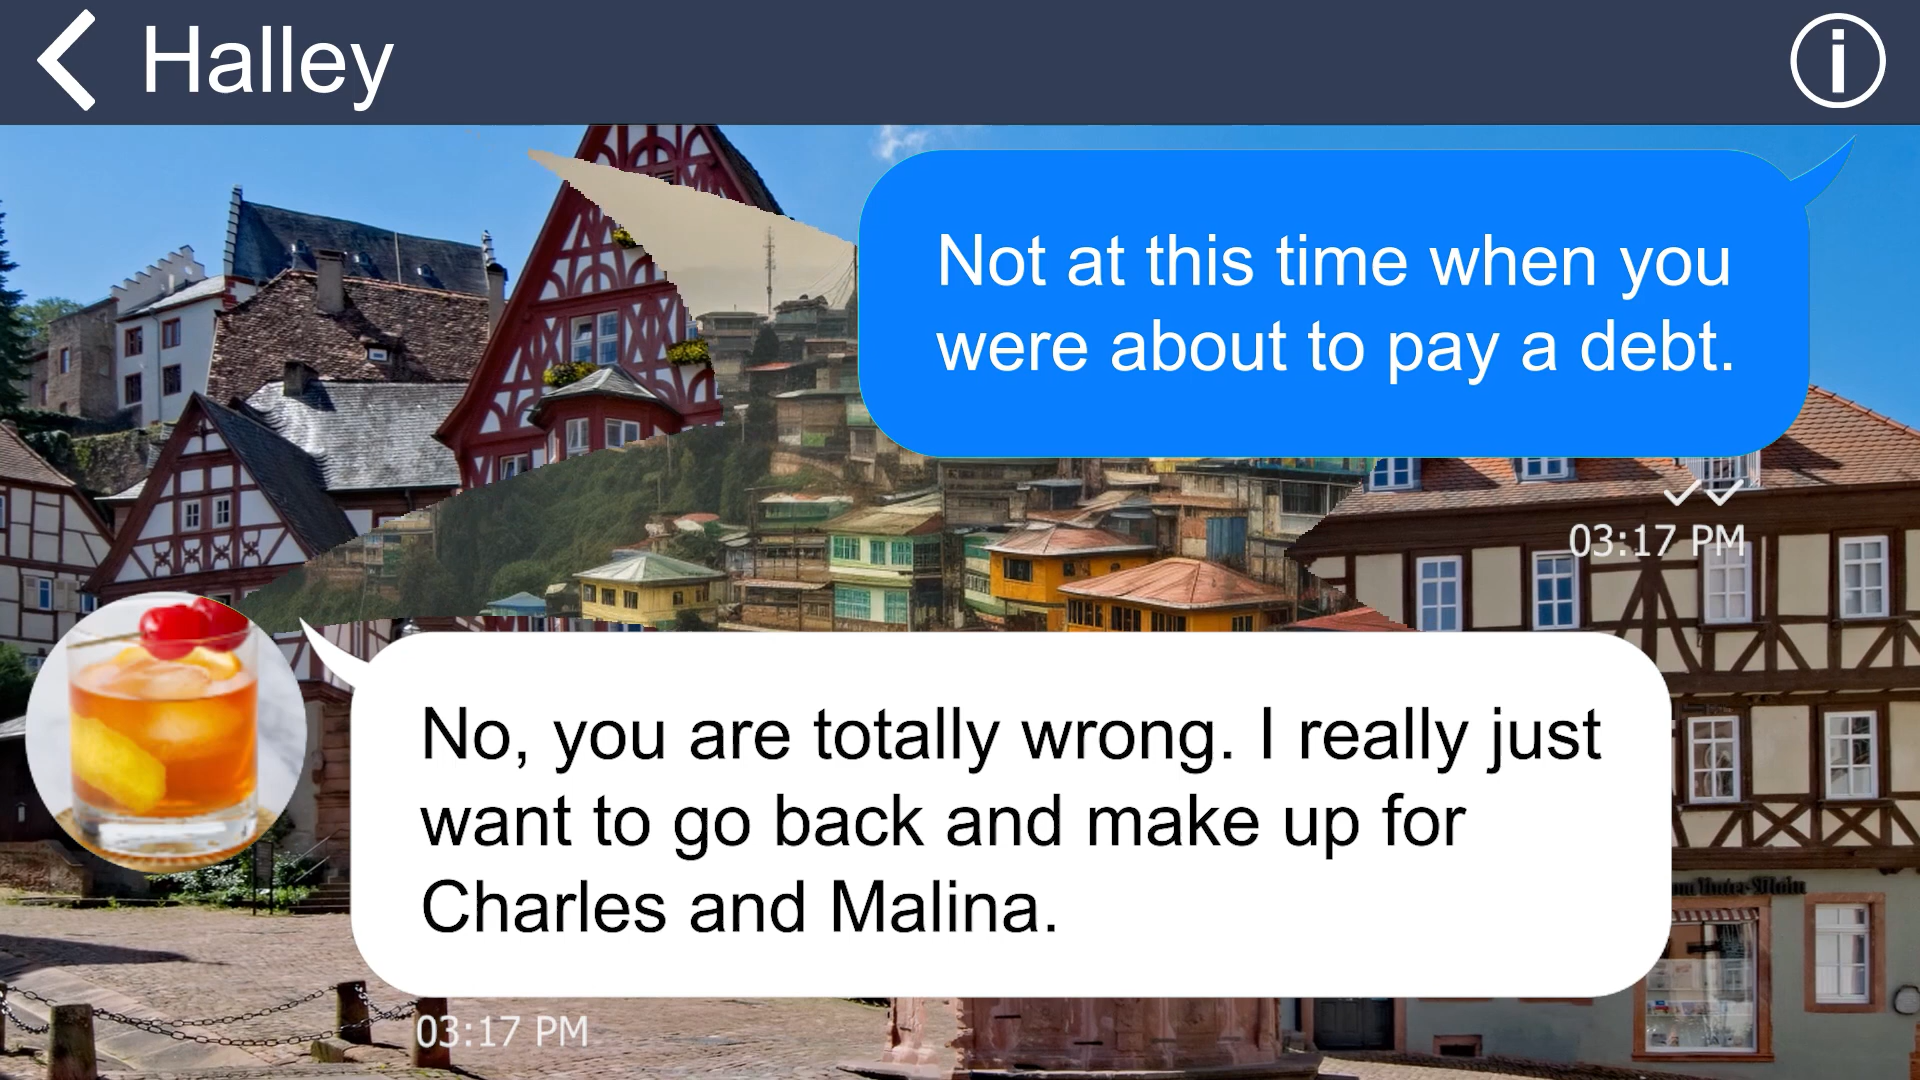 Halley
Not at this time when you
were about to pay a debt.
03:17 PM
No, you are totally wrong. I really just
want to go back and make up for
Charles and Malina.
03:17 PM